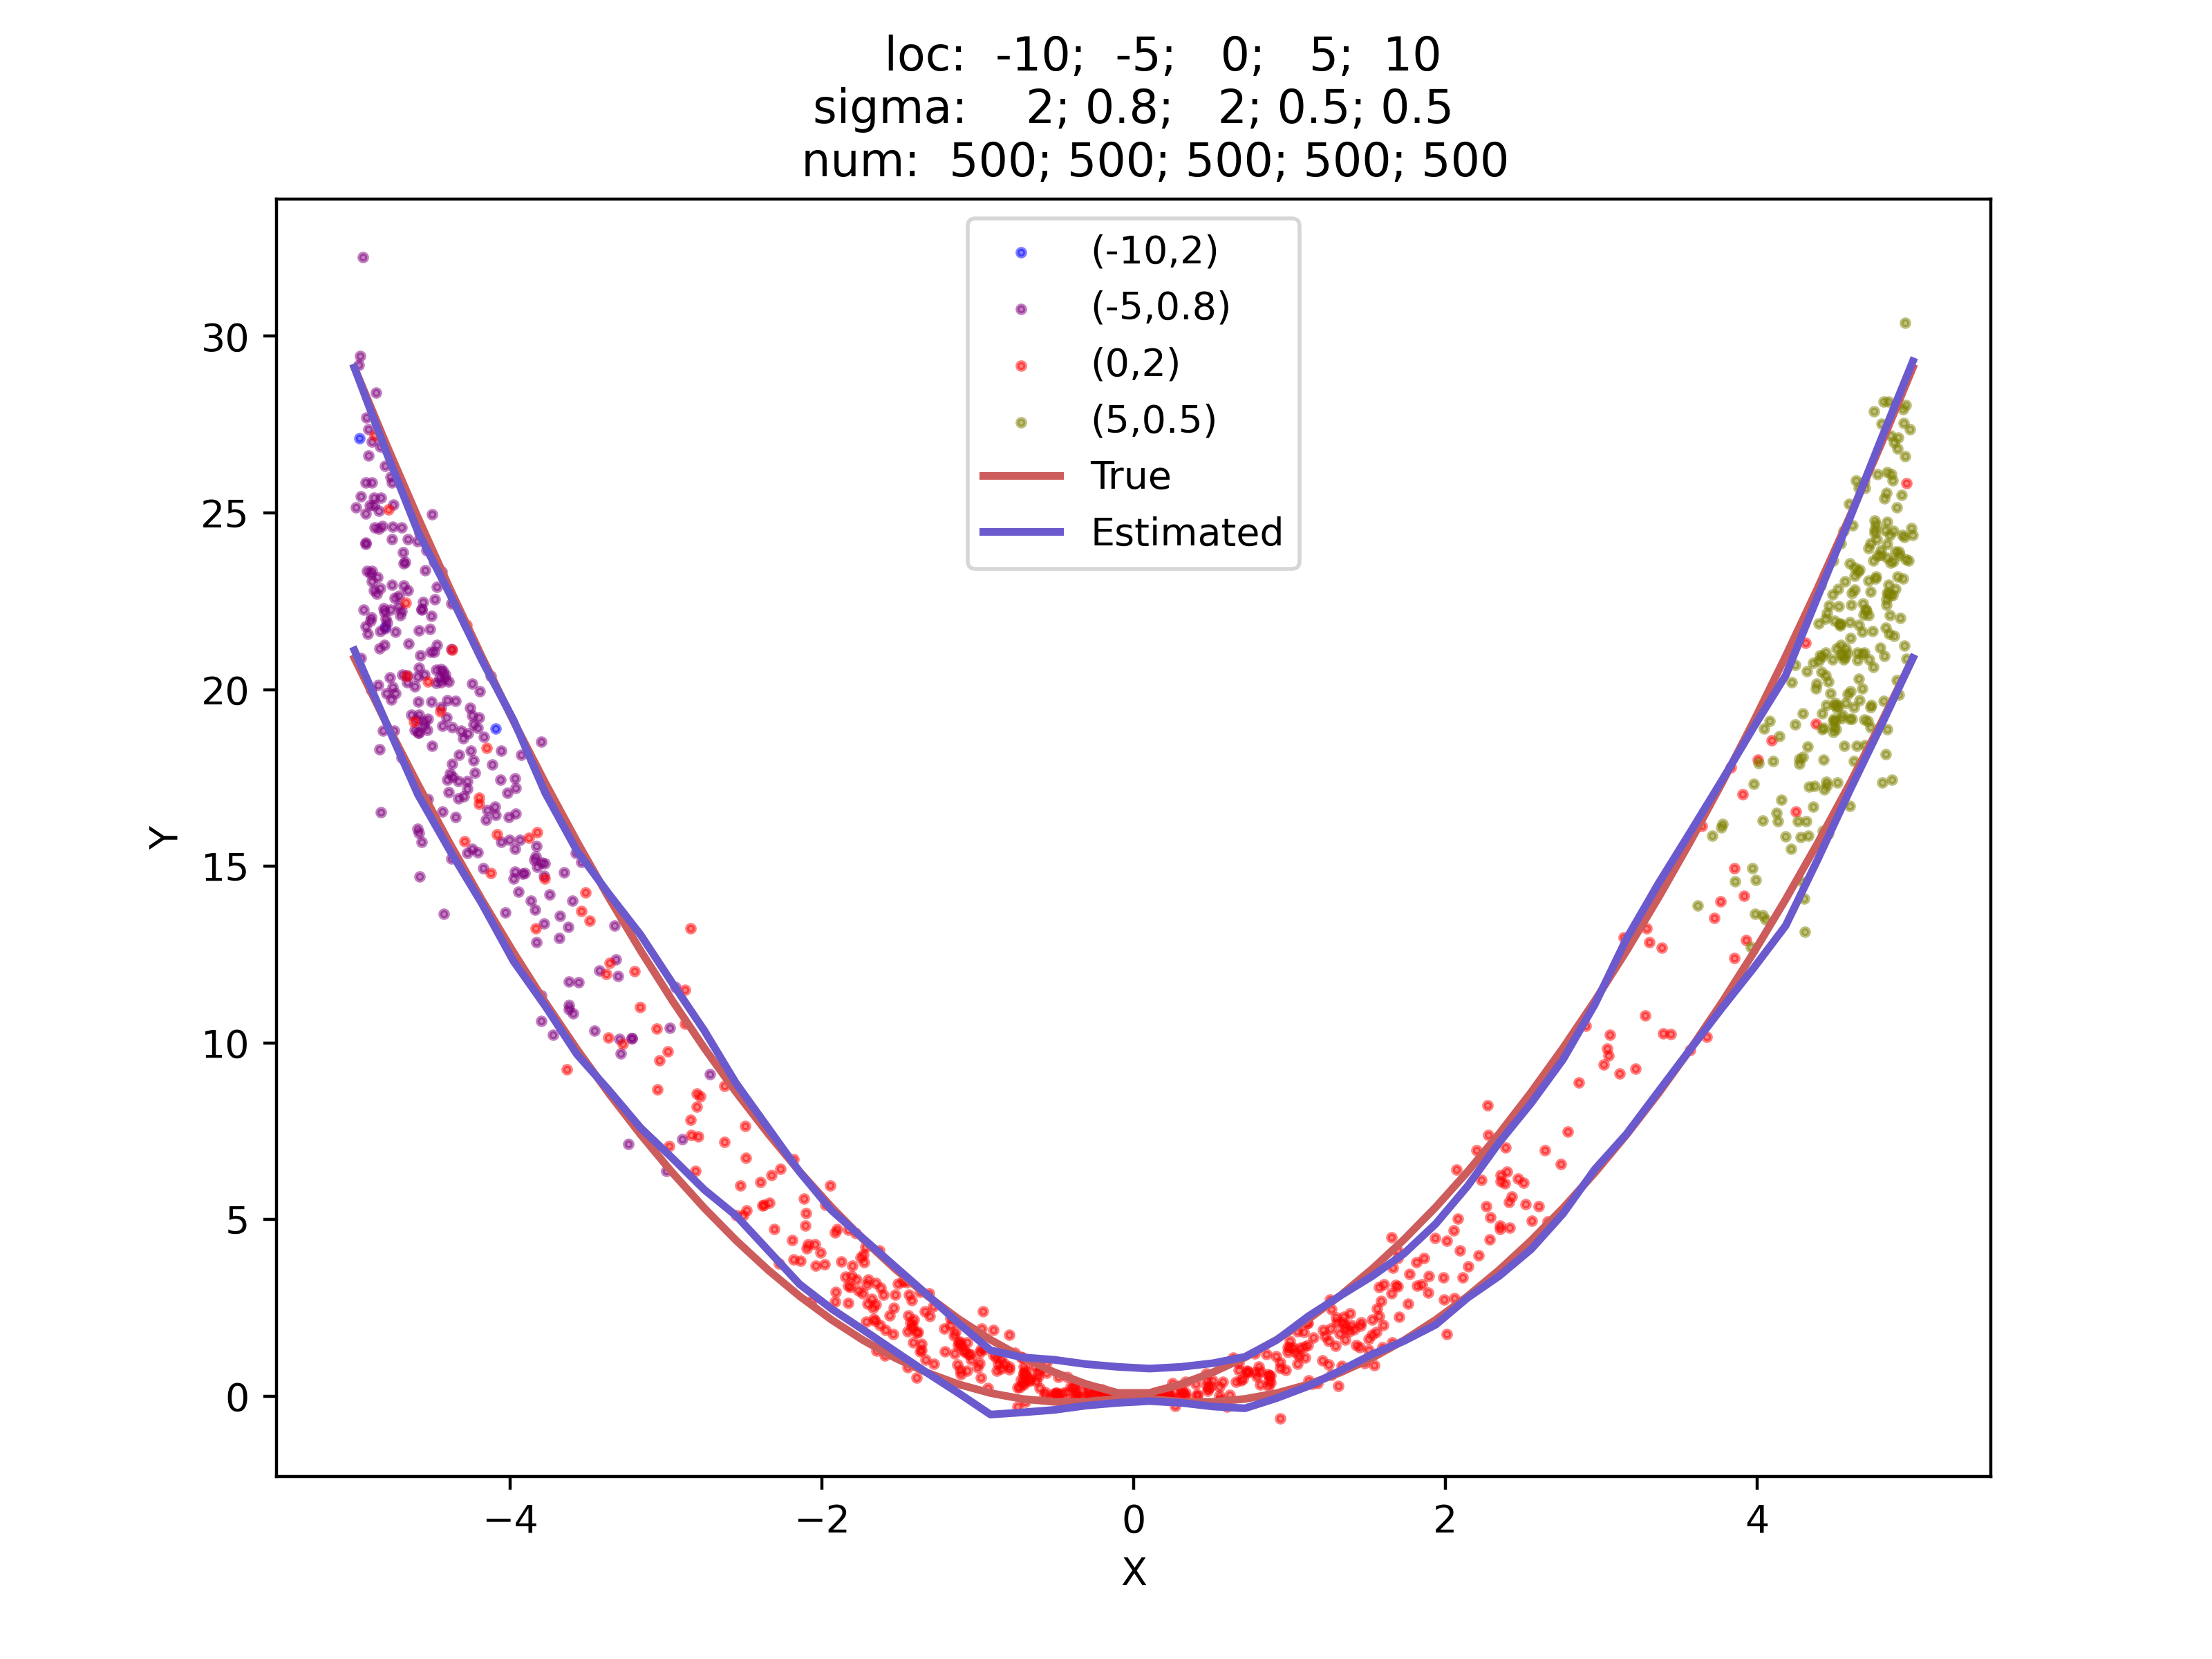 loc:  -10;  -5;   0;   5;  10
sigma:    2; 0.8;   2; 0.5; 0.5
num:  500; 500; 500; 500; 500
(-10,2)
(-5,0.8)
(0,2)
(5,0.5)
True
Estimated
30
25
20
15
10
5
0
Y
−4 −2 0 2 4
X